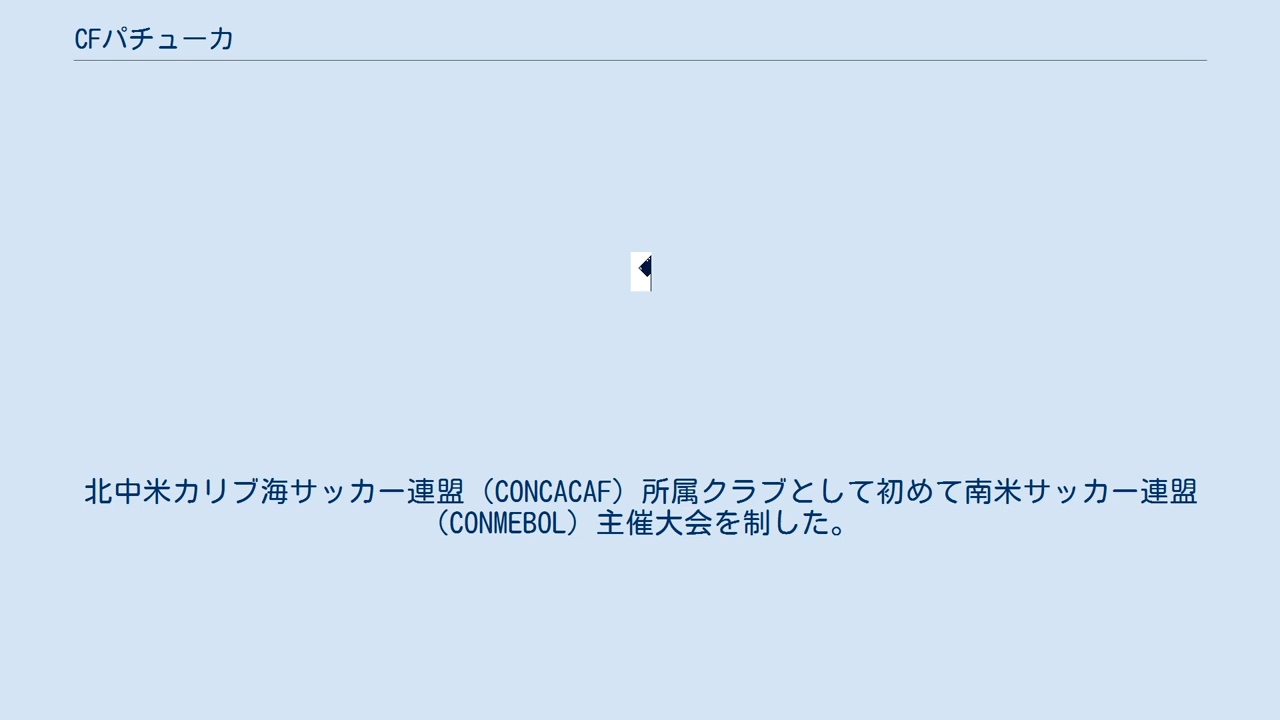 CFパチューカ
北中米カリブ海サッカー連盟（CONCACAF）所属クラブとして初めて南米サッカー連盟
（CONMEBOL）主催大会を制した。